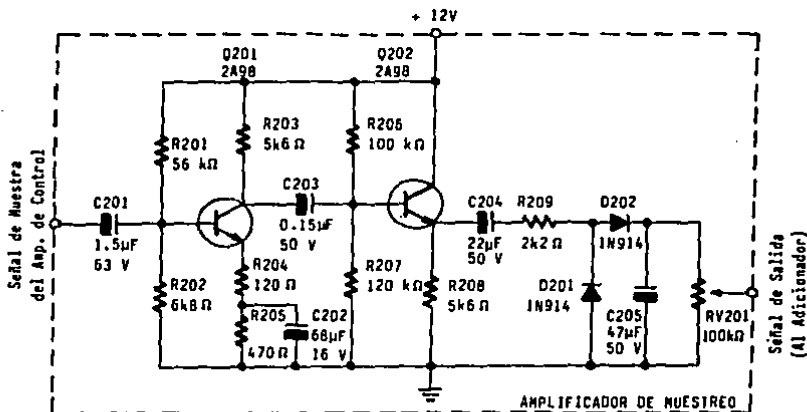 + 12V
Q201
2A98
Q202
2A98
R201
56 kΩ
R203
5k6 Ω
R206
100 kΩ
C201
1.5µF
63 V
C203
0.15µF
50 V
C204
22µF
50 V
R209
2k2 Ω
D202
1N914
R202
6k8 Ω
R204
120 Ω
R205
470 Ω
C202
68µF
16 V
R207
120 kΩ
R208
5k6 Ω
D201
1N914
C205
47µF
50 V
RV201
100kΩ
Señal de Muestra
del Amp. de Control
Señal de Salida
(Al Adicionador)
AMPLIFICADOR DE MUESTREO